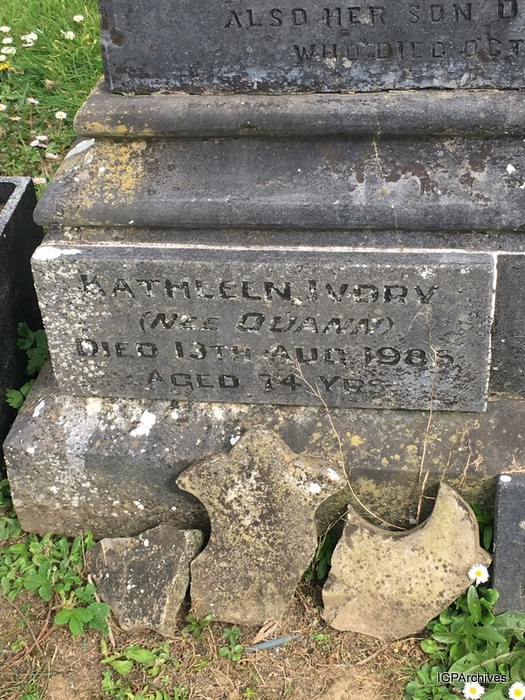 ALSO HER SON
WHO DIED OCT
KATHLEEN IVORY
(NEE QUANN)
DIED 13TH AUG 1985
AGED 74 YRS
IGPArchives